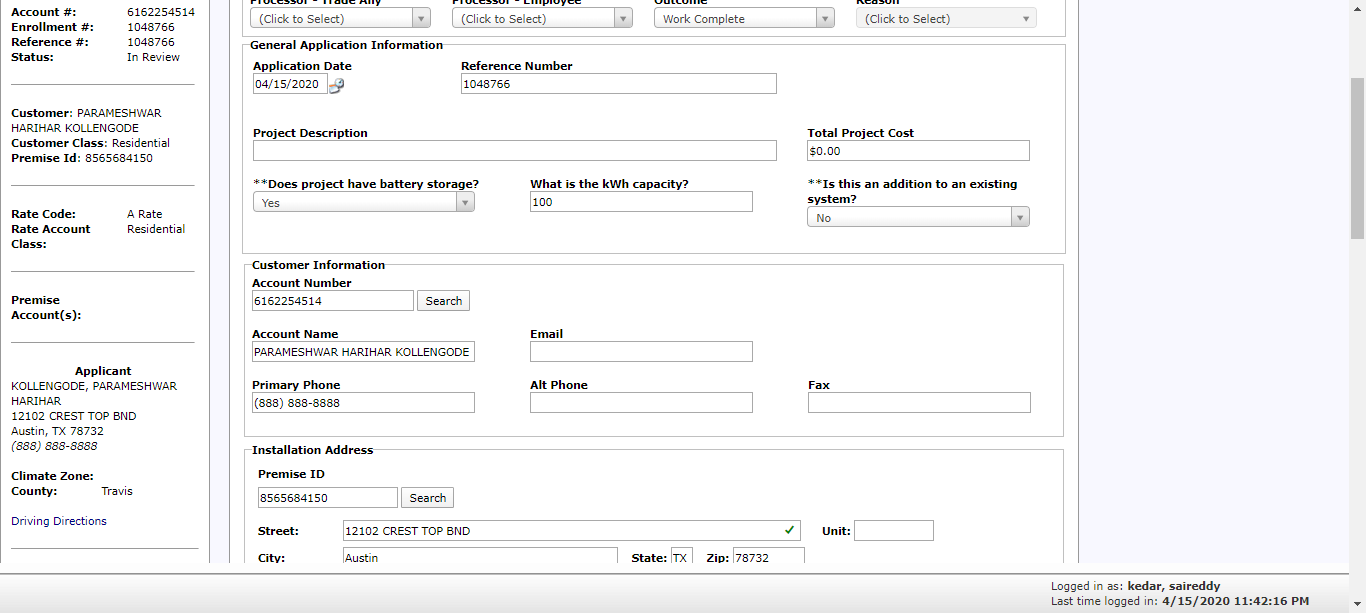 Account #: 6162254514
Enrollment #: 1048766
Reference #: 1048766
Status: In Review
Customer: PARAMESHWAR
HARIHAR KOLLENGODE
Customer Class: Residential
Premise Id: 8565684150
Rate Code: A Rate
Rate Account Residential
Class:
Premise
Account(s):
Applicant
KOLLENGODE, PARAMESHWAR
HARIHAR
12102 CREST TOP BND
Austin, TX 78732
(888) 888-8888
Climate Zone:
County: Travis
Driving Directions
Processor - Trade Ally Processor - Employee Outcome Reason
(Click to Select) (Click to Select) Work Complete (Click to Select)
General Application Information
Application Date Reference Number
04/15/2020 1048766
Project Description Total Project Cost
$0.00
**Does project have battery storage? What is the kWh capacity? **Is this an addition to an existing
system?
Yes 100 No
Customer Information
Account Number
6162254514 Search
Account Name Email
PARAMESHWAR HARIHAR KOLLENGODE
Primary Phone Alt Phone Fax
(888) 888-8888
Installation Address
Premise ID
8565684150 Search
Street: 12102 CREST TOP BND Unit:
City: Austin State: TX Zip: 78732
Logged in as: kedar, saireddy
Last time logged in: 4/15/2020 11:42:16 PM